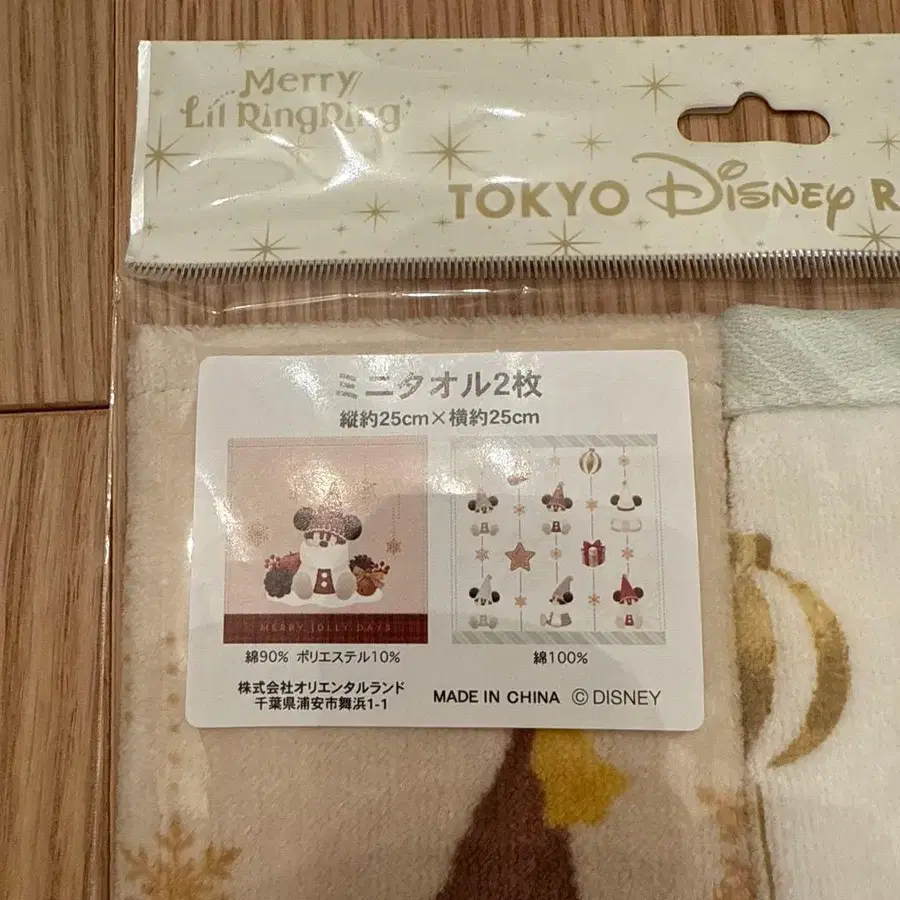 Merry
Lil RingRing
TOKYO Disney R
ミニタオル2枚
縦約25cm×横約25cm
MERRY JOLLY DAYS
綿90% ポリエステル10%
綿100%
株式会社オリエンタルランド
千葉県浦安市舞浜1-1
MADE IN CHINA ©DISNEY